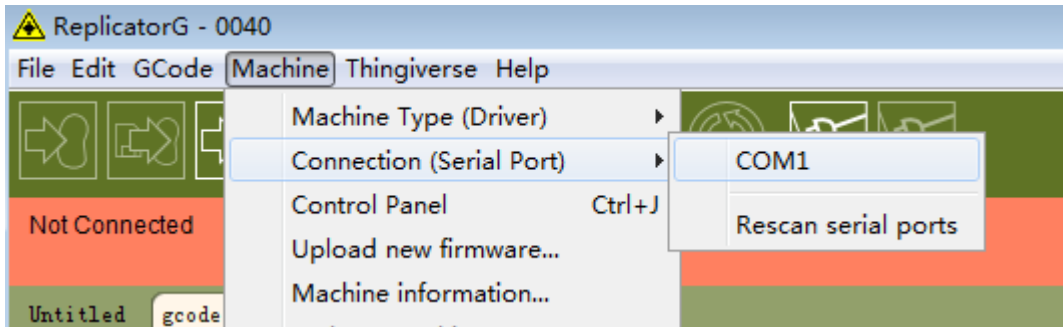 ReplicatorG - 0040
File Edit GCode Machine Thingiverse Help
Machine Type (Driver)
Connection (Serial Port)
COM1
Control Panel Ctrl+J
Rescan serial ports
Not Connected
Upload new firmware...
Machine information...
Untitled gcode